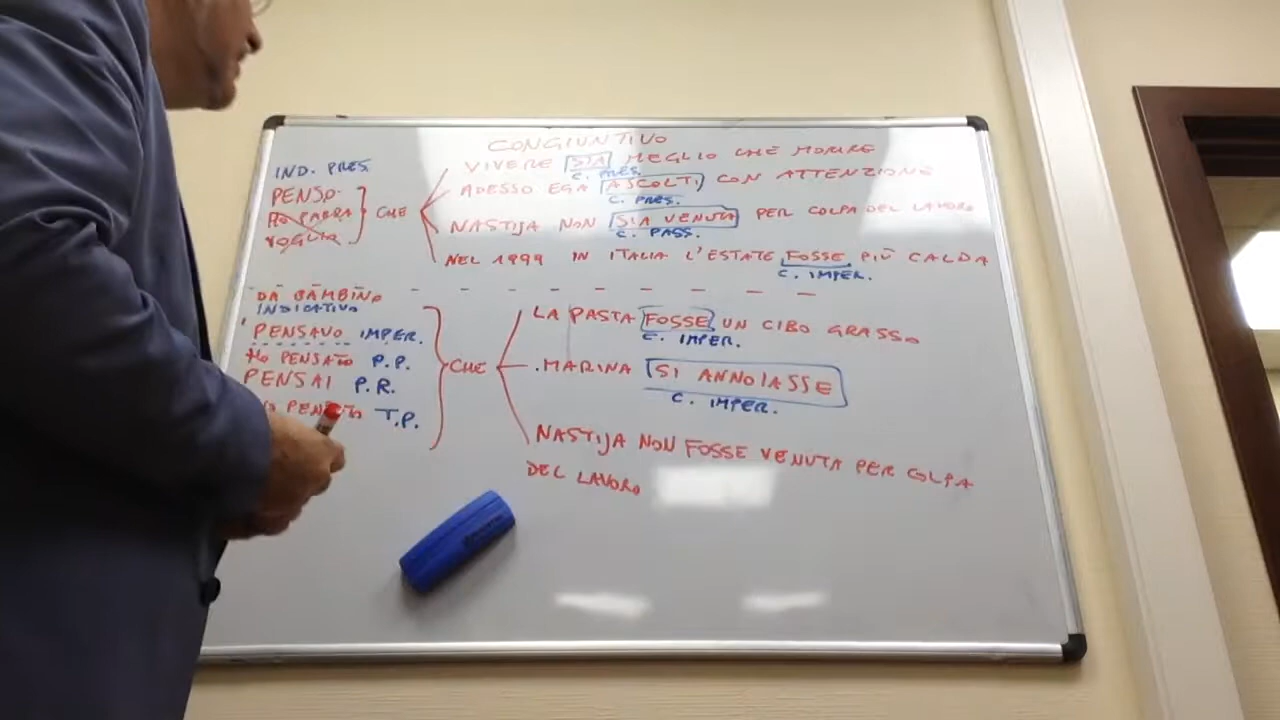 CONGIUNTIVO
IND. PRES.
VIVERE SIA MEGLIO CHE MORIRE
C. PRES.
PENSO
ADESSO EGA ASCOLTI CON ATTENZIONE
C. PRES.
HO PAURA
CHE
NASTIJA NON SIA VENUTA PER COLPA DEL LAVORO
C. PASS.
VOGLIO
NEL 1999 IN ITALIA L'ESTATE FOSSE PIÙ CALDA
C. IMPER.
DA BAMBINO
INDICATIVO
LA PASTA FOSSE UN CIBO GRASSO
C. IMPER.
PENSAVO IMPER.
HO PENSATO P.P.
CHE
.MARINA SI ANNOIASSE
C. IMPER.
PENSAI P.R.
T.P.
NASTIJA NON FOSSE VENUTA PER COLPA
DEL LAVORO